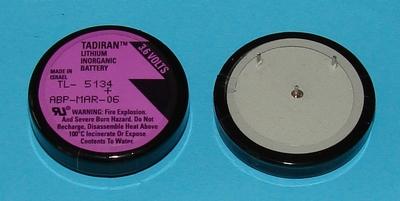 TADIRAN™
LITHIUM
INORGANIC
BATTERY
3.6 VOLTS
MADE IN
ISRAEL
TL- 5134
+
ABP-MAR-06
WARNING: Fire Explosion,
And Severe Burn Hazard. Do Not
Recharge, Disassemble Heat Above
100°C Incinerate Or Expose
Contents To Water.